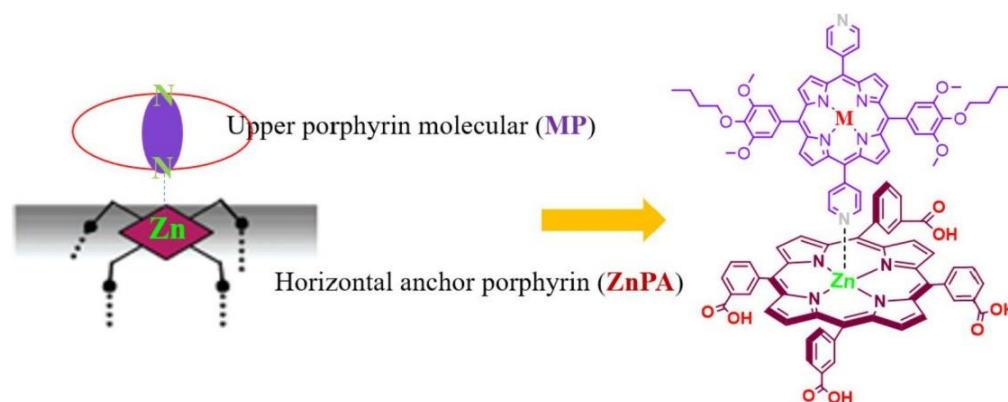 N
N
Zn
Upper porphyrin molecular (MP)
Horizontal anchor porphyrin (ZnPA)
N
O
O
O
N
N
M
N
N
O
O
O
N
O
OH
N
N
Zn
N
N
O
OH
O
OH
O
OH